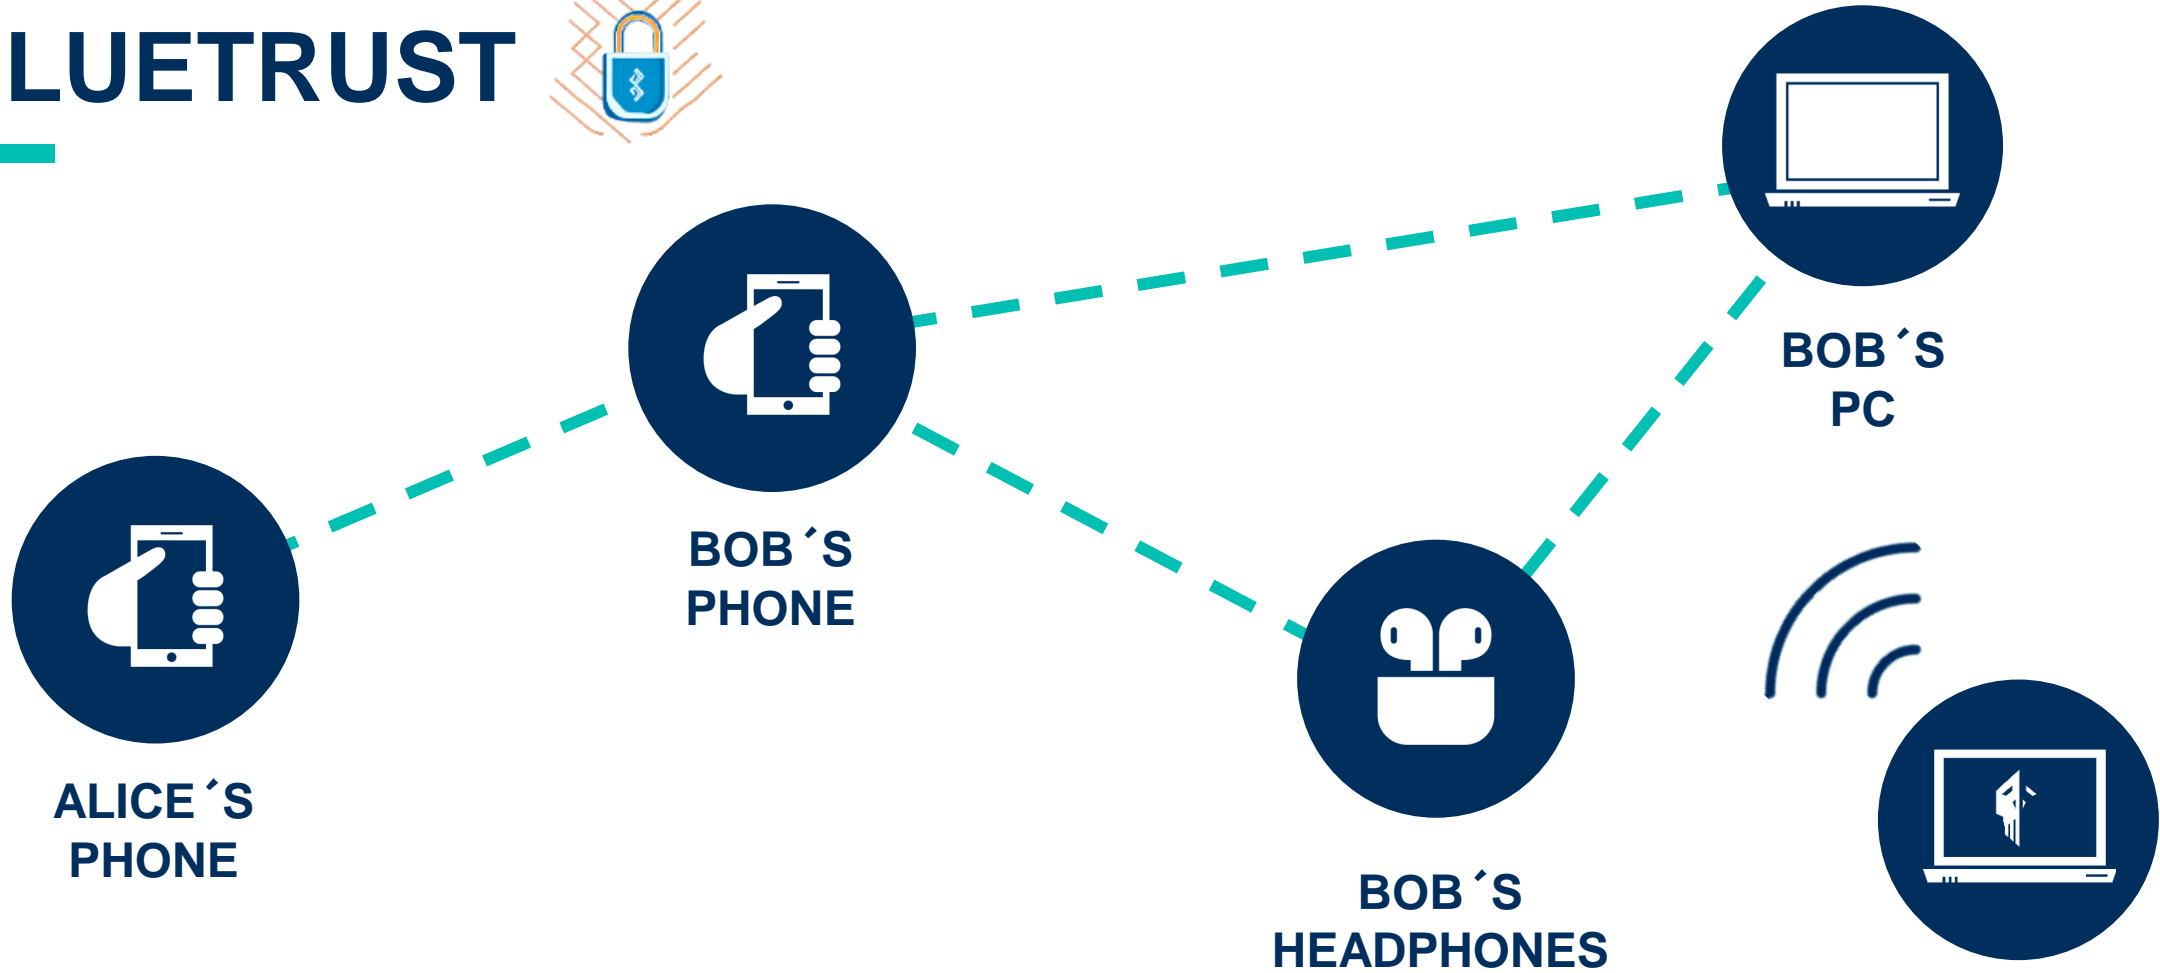 LUETRUST
BOB´S
PC
BOB´S
PHONE
ALICE´S
PHONE
BOB´S
HEADPHONES